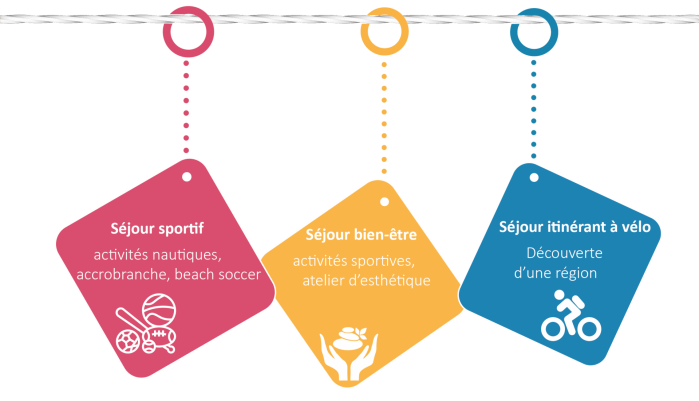 Séjour sportif
activités nautiques,
accrobranche, beach soccer
Séjour bien-être
activités sportives,
atelier d'esthétique
Séjour itinérant à vélo
Découverte
d'une région